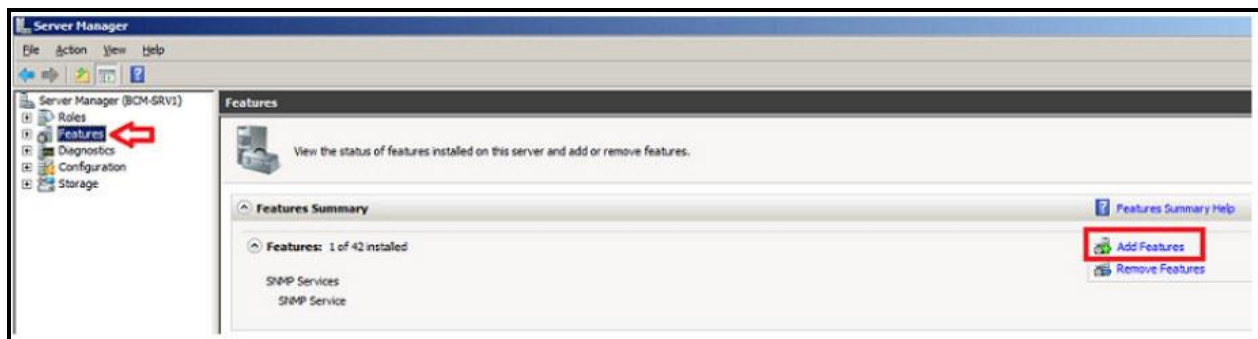 Server Manager
File Action View Help
Server Manager (BCM-SRV1)
Roles
Features
Diagnostics
Configuration
Storage
Features
View the status of features installed on this server and add or remove features.
Features Summary
Features Summary Help
Features: 1 of 42 installed
Add Features
Remove Features
SNMP Services
SNMP Service